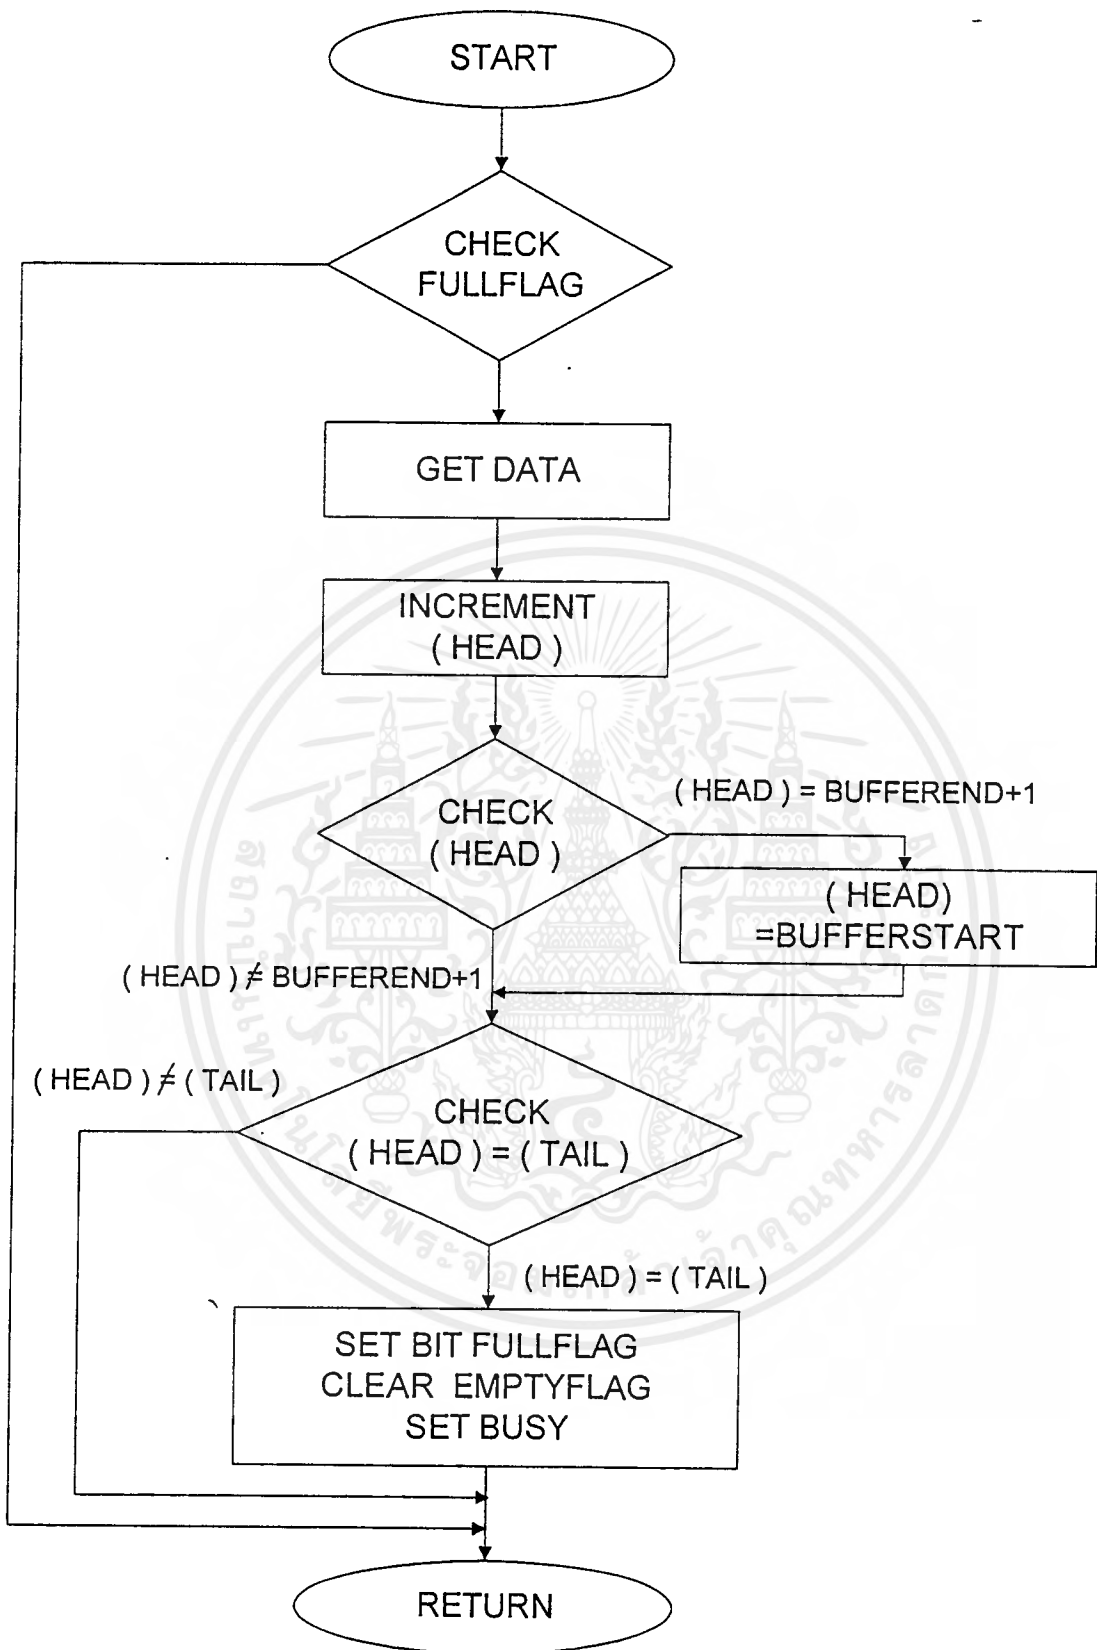 START
CHECK
FULLFLAG
GET DATA
INCREMENT
( HEAD )
CHECK
( HEAD )
( HEAD ) = BUFFEREND+1
( HEAD)
=BUFFERSTART
( HEAD ) ≠ BUFFEREND+1
( HEAD ) ≠ ( TAIL )
CHECK
( HEAD ) = ( TAIL )
( HEAD ) = ( TAIL )
SET BIT FULLFLAG
CLEAR EMPTYFLAG
SET BUSY
RETURN